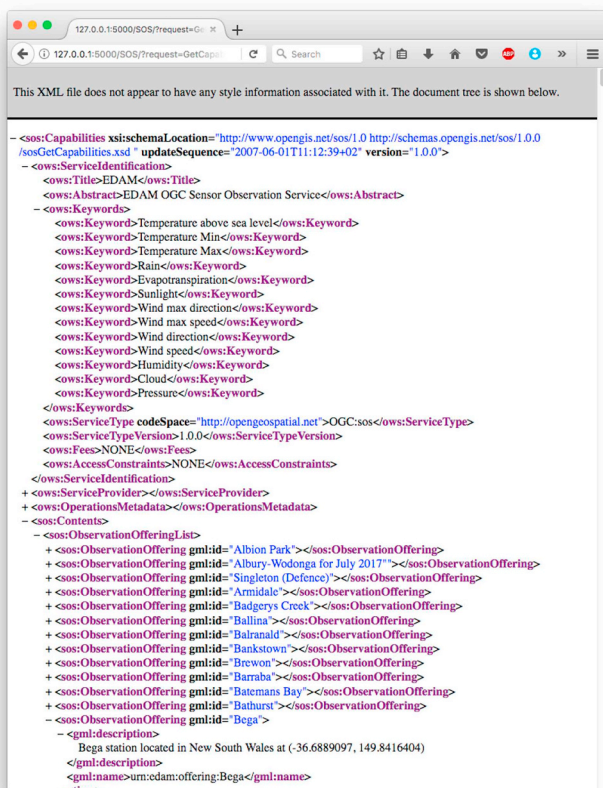 127.0.0.1:5000/SOS/?request=Ge
127.0.0.1:5000/SOS/?request=GetCapa
Search
ABP
This XML file does not appear to have any style information associated with it. The document tree is shown below.
− <sos:Capabilities xsi:schemaLocation="http://www.opengis.net/sos/1.0 http://schemas.opengis.net/sos/1.0.0
/sosGetCapabilities.xsd " updateSequence="2007-06-01T11:12:39+02" version="1.0.0">
− <ows:ServiceIdentification>
<ows:Title>EDAM</ows:Title>
<ows:Abstract>EDAM OGC Sensor Observation Service</ows:Abstract>
− <ows:Keywords>
<ows:Keyword>Temperature above sea level</ows:Keyword>
<ows:Keyword>Temperature Min</ows:Keyword>
<ows:Keyword>Temperature Max</ows:Keyword>
<ows:Keyword>Rain</ows:Keyword>
<ows:Keyword>Evapotranspiration</ows:Keyword>
<ows:Keyword>Sunlight</ows:Keyword>
<ows:Keyword>Wind max direction</ows:Keyword>
<ows:Keyword>Wind max speed</ows:Keyword>
<ows:Keyword>Wind direction</ows:Keyword>
<ows:Keyword>Wind speed</ows:Keyword>
<ows:Keyword>Humidity</ows:Keyword>
<ows:Keyword>Cloud</ows:Keyword>
<ows:Keyword>Pressure</ows:Keyword>
</ows:Keywords>
<ows:ServiceType codeSpace="http://opengeospatial.net">OGC:sos</ows:ServiceType>
<ows:ServiceTypeVersion>1.0.0</ows:ServiceTypeVersion>
<ows:Fees>NONE</ows:Fees>
<ows:AccessConstraints>NONE</ows:AccessConstraints>
</ows:ServiceIdentification>
+ <ows:ServiceProvider></ows:ServiceProvider>
+ <ows:OperationsMetadata></ows:OperationsMetadata>
− <sos:Contents>
− <sos:ObservationOfferingList>
+ <sos:ObservationOffering gml:id="Albion Park"></sos:ObservationOffering>
+ <sos:ObservationOffering gml:id="Albury-Wodonga for July 2017""></sos:ObservationOffering>
+ <sos:ObservationOffering gml:id="Singleton (Defence)"></sos:ObservationOffering>
+ <sos:ObservationOffering gml:id="Armidale"></sos:ObservationOffering>
+ <sos:ObservationOffering gml:id="Badgerys Creek"></sos:ObservationOffering>
+ <sos:ObservationOffering gml:id="Ballina"></sos:ObservationOffering>
+ <sos:ObservationOffering gml:id="Balranald"></sos:ObservationOffering>
+ <sos:ObservationOffering gml:id="Bankstown"></sos:ObservationOffering>
+ <sos:ObservationOffering gml:id="Brewon"></sos:ObservationOffering>
+ <sos:ObservationOffering gml:id="Barraba"></sos:ObservationOffering>
+ <sos:ObservationOffering gml:id="Batemans Bay"></sos:ObservationOffering>
+ <sos:ObservationOffering gml:id="Bathurst"></sos:ObservationOffering>
− <sos:ObservationOffering gml:id="Bega">
− <gml:description>
Bega station located in New South Wales at (-36.6889097, 149.8416404)
</gml:description>
<gml:name>urn:edam:offering:Bega</gml:name>